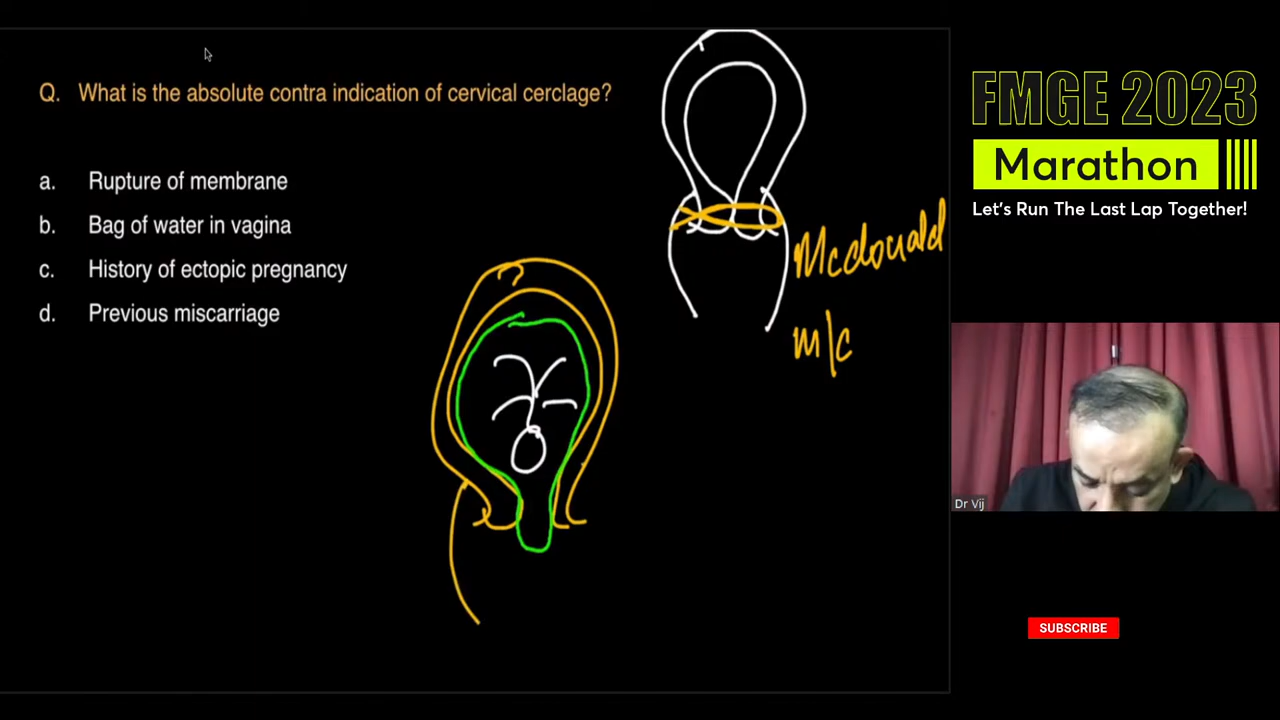 Q. What is the absolute contra indication of cervical cerclage?
a. Rupture of membrane
b. Bag of water in vagina
c. History of ectopic pregnancy
d. Previous miscarriage
Mcdonald
m/c
FMGE 2023
Marathon
Let's Run The Last Lap Together!
Dr Vij
SUBSCRIBE